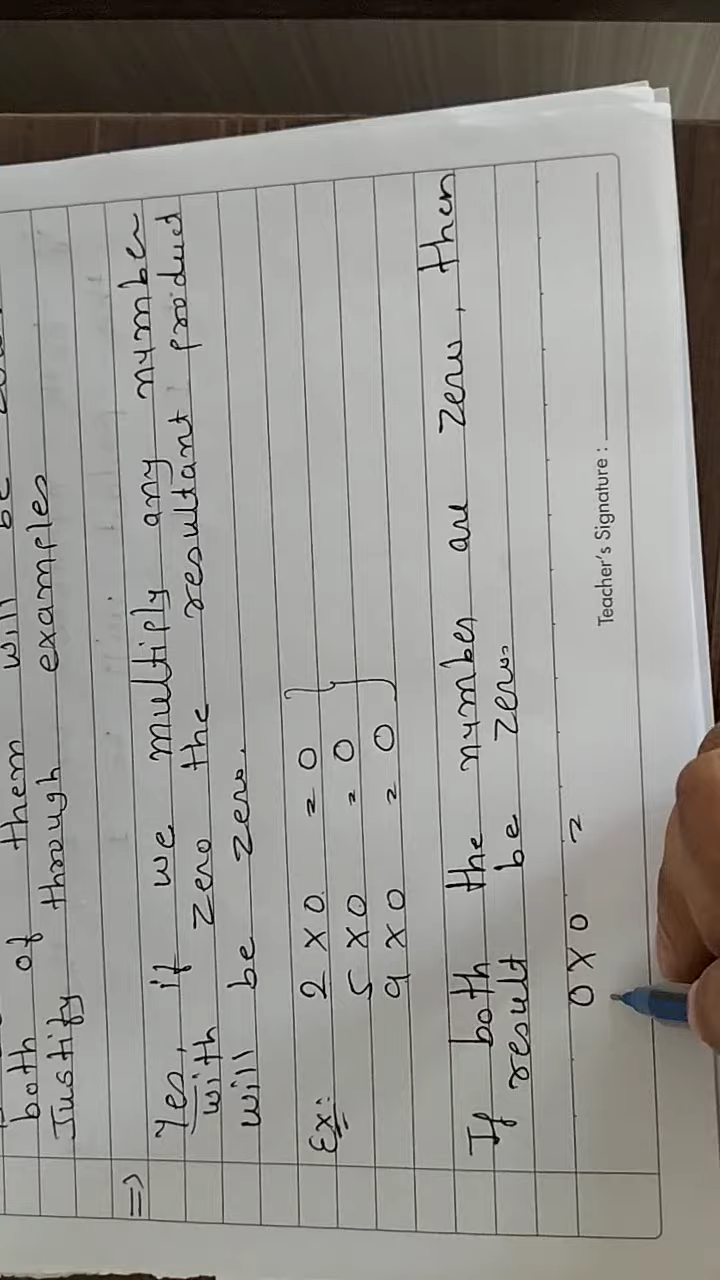 both of them will be
Justify through examples
=> Yes, if we multiply any number
with zero the resultant product
will be zero.
Ex: 2 X 0 = 0
5 X 0 = 0
9 X 0 = 0
If both the number are zero, then
result be zero.
0 X 0 =
Teacher's Signature :